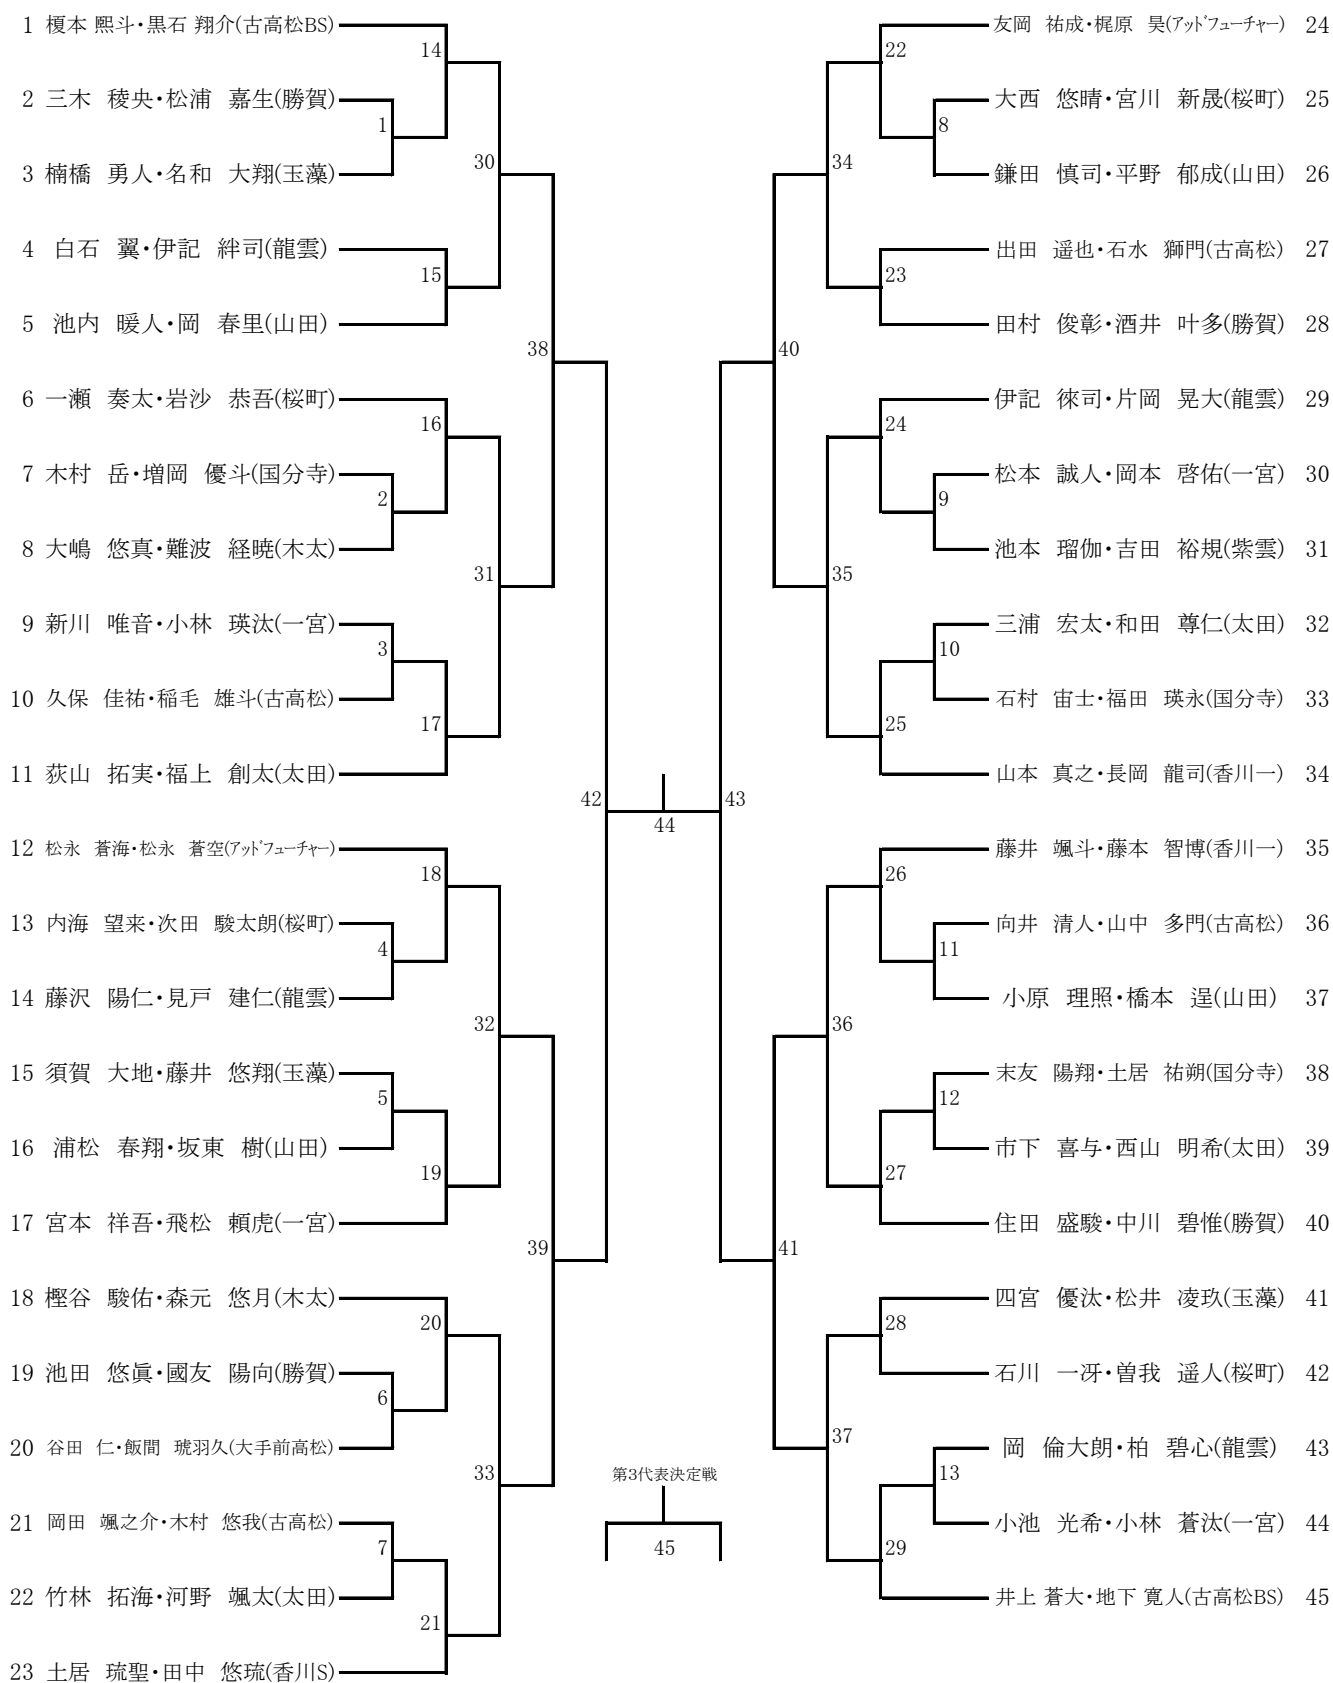 1 榎本 熙斗・黒石 翔介(古高松BS)
14
2 三木 稜央・松浦 嘉生(勝賀)
1
3 楠橋 勇人・名和 大翔(玉藻)
30
4 白石 翼・伊記 絆司(龍雲)
15
5 池内 暖人・岡 春里(山田)
38
6 一瀬 奏太・岩沙 恭吾(桜町)
16
7 木村 岳・増岡 優斗(国分寺)
2
8 大嶋 悠真・難波 経暁(木太)
31
9 新川 唯音・小林 瑛汰(一宮)
3
10 久保 佳祐・稲毛 雄斗(古高松)
17
11 荻山 拓実・福上 創太(太田)
42
12 松永 蒼海・松永 蒼空(アッドフューチャー)
18
13 内海 望来・次田 駿太朗(桜町)
4
14 藤沢 陽仁・見戸 建仁(龍雲)
32
15 須賀 大地・藤井 悠翔(玉藻)
5
16 浦松 春翔・坂東 樹(山田)
19
17 宮本 祥吾・飛松 頼虎(一宮)
39
18 樫谷 駿佑・森元 悠月(木太)
20
19 池田 悠眞・國友 陽向(勝賀)
6
20 谷田 仁・飯間 琥羽久(大手前高松)
33
21 岡田 颯之介・木村 悠我(古高松)
7
22 竹林 拓海・河野 颯太(太田)
21
23 土居 琉聖・田中 悠琉(香川S)
44
第3代表決定戦
45
友岡 祐成・梶原 昊(アッドフューチャー) 24
22
大西 悠晴・宮川 新晟(桜町) 25
8
鎌田 慎司・平野 郁成(山田) 26
34
出田 遥也・石水 獅門(古高松) 27
23
田村 俊彰・酒井 叶多(勝賀) 28
40
伊記 徠司・片岡 晃大(龍雲) 29
24
松本 誠人・岡本 啓佑(一宮) 30
9
池本 瑠伽・吉田 裕規(紫雲) 31
35
三浦 宏太・和田 尊仁(太田) 32
10
石村 宙士・福田 瑛永(国分寺) 33
25
山本 真之・長岡 龍司(香川一) 34
43
藤井 颯斗・藤本 智博(香川一) 35
26
向井 清人・山中 多門(古高松) 36
11
小原 理照・橋本 逞(山田) 37
36
末友 陽翔・土居 祐朔(国分寺) 38
12
市下 喜与・西山 明希(太田) 39
27
住田 盛駿・中川 碧惟(勝賀) 40
41
四宮 優汰・松井 凌玖(玉藻) 41
28
石川 一冴・曽我 遥人(桜町) 42
37
岡 倫大朗・柏 碧心(龍雲) 43
13
小池 光希・小林 蒼汰(一宮) 44
29
井上 蒼大・地下 寛人(古高松BS) 45